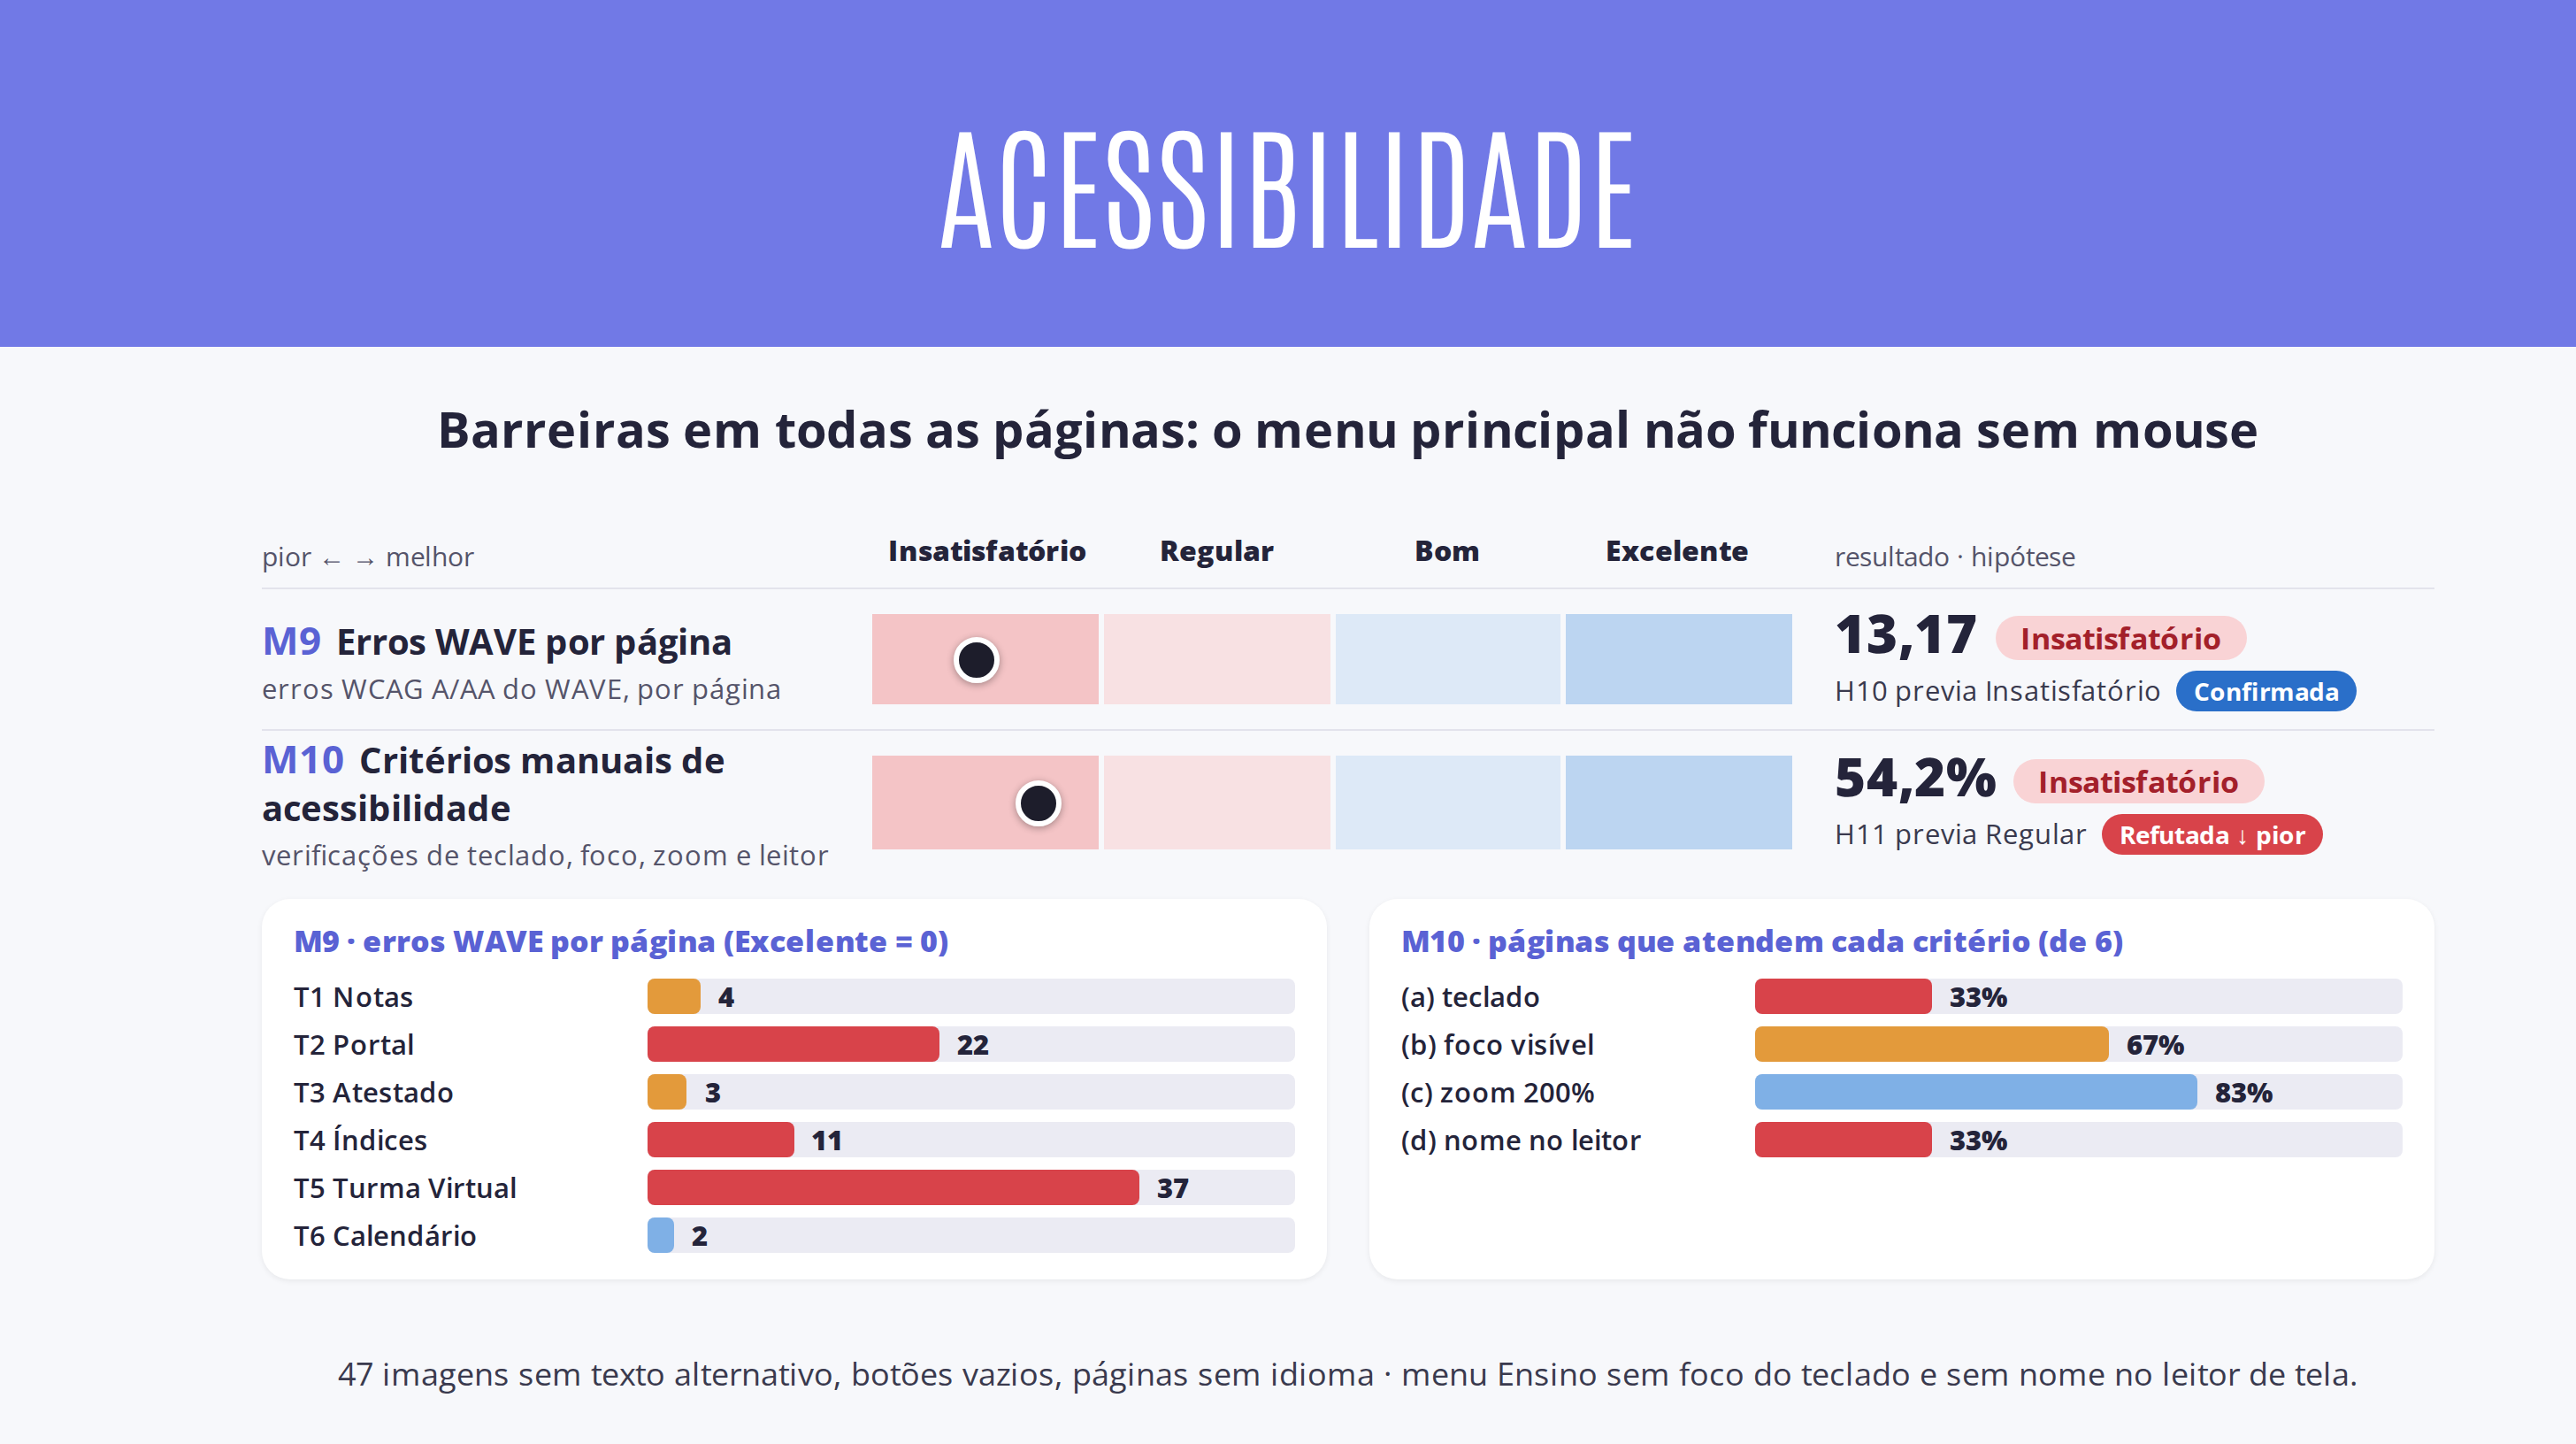 ACESSIBILIDADE
Barreiras em todas as páginas: o menu principal não funciona sem mouse
pior ← → melhor
Insatisfatório
Regular
Bom
Excelente
resultado · hipótese
M9 Erros WAVE por página
erros WCAG A/AA do WAVE, por página
13,17 Insatisfatório
H10 previa Insatisfatório Confirmada
M10 Critérios manuais de
acessibilidade
verificações de teclado, foco, zoom e leitor
54,2% Insatisfatório
H11 previa Regular Refutada ↓ pior
M9 · erros WAVE por página (Excelente = 0)
T1 Notas 4
T2 Portal 22
T3 Atestado 3
T4 Índices 11
T5 Turma Virtual 37
T6 Calendário 2
M10 · páginas que atendem cada critério (de 6)
(a) teclado 33%
(b) foco visível 67%
(c) zoom 200% 83%
(d) nome no leitor 33%
47 imagens sem texto alternativo, botões vazios, páginas sem idioma · menu Ensino sem foco do teclado e sem nome no leitor de tela.